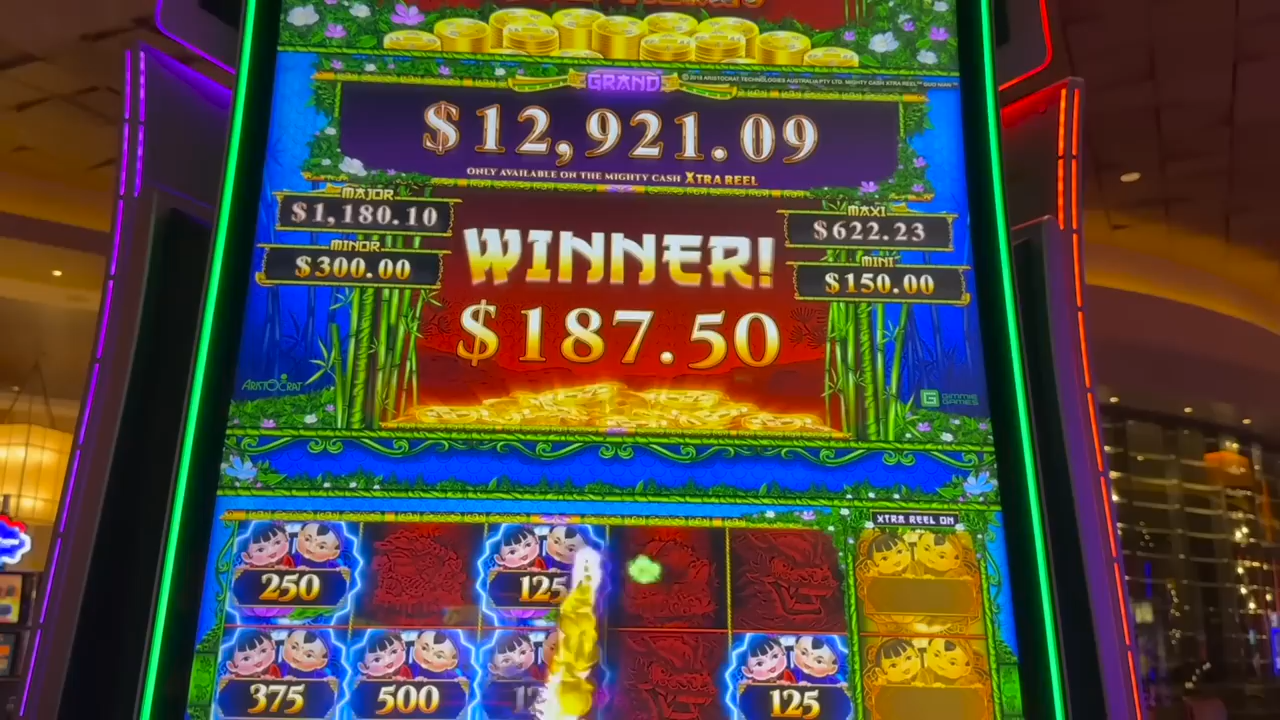 GRAND
©2019 ARISTOCRAT TECHNOLOGIES AUSTRALIA PTY LTD. MIGHTY CASH XTRA REEL™ DUO
$12,921.09
ONLY AVAILABLE ON THE MIGHTY CASH XTRA REEL
MAJOR
$1,180.10
MAXI
$622.23
MINOR
$300.00
MINI
$150.00
WINNER!
$187.50
ARISTOCRAT
G GIMMIE GAMES
XTRA REEL ON
250
125
375
500
125